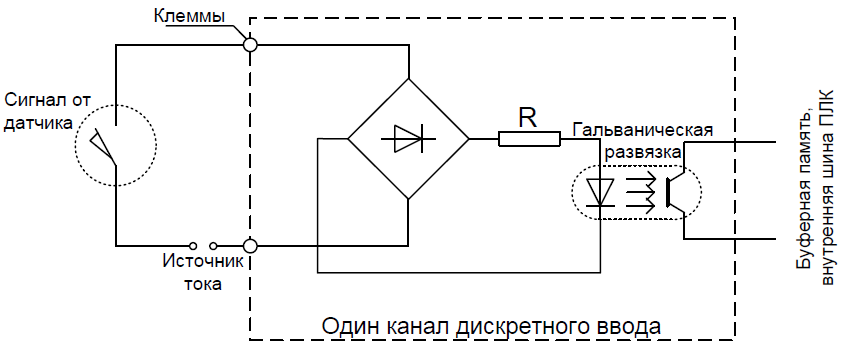 Клеммы
Сигнал от
датчика
R
Гальваническая
развязка
Буферная память,
внутренняя шина ПЛК
Источник
тока
Один канал дискретного ввода